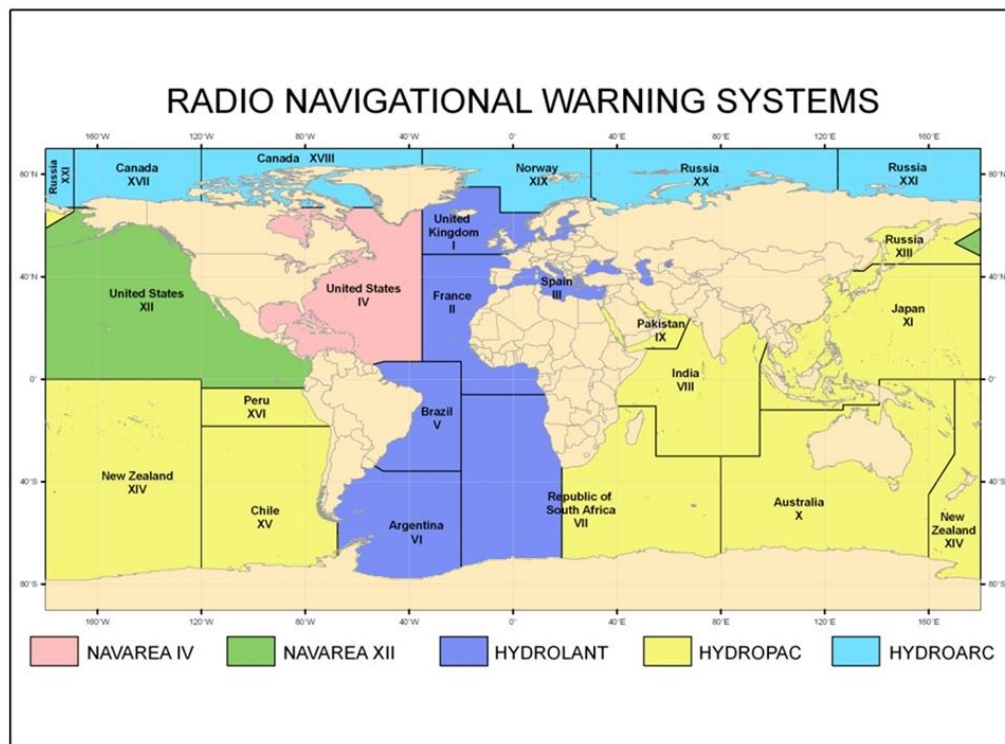 RADIO NAVIGATIONAL WARNING SYSTEMS
160°W 120°W 80°W 40°W 0° 40°E 80°E 120°E 160°E
80°N
40°N
0°
40°S
80°S
Russia
XXI
Canada
XVII
Canada XVIII
Norway
XIX
Russia
XX
Russia
XXI
United
Kingdom
I
Russia
XIII
United States
XII
United States
IV
France
II
Spain
III
Pakistan
IX
Japan
XI
India
VIII
Peru
XVI
Brazil
V
New Zealand
XIV
Chile
XV
Argentina
VI
Republic of
South Africa
VII
Australia
X
New
Zealand
XIV
80°N
40°N
0°
40°S
80°S
160°W 120°W 80°W 40°W 0° 40°E 80°E 120°E 160°E
NAVAREA IV NAVAREA XII HYDROLANT HYDROPAC HYDROARC